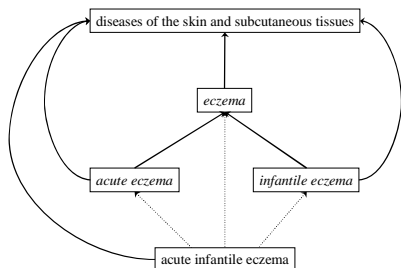 diseases of the skin and subcutaneous tissues
eczema
acute eczema
infantile eczema
acute infantile eczema